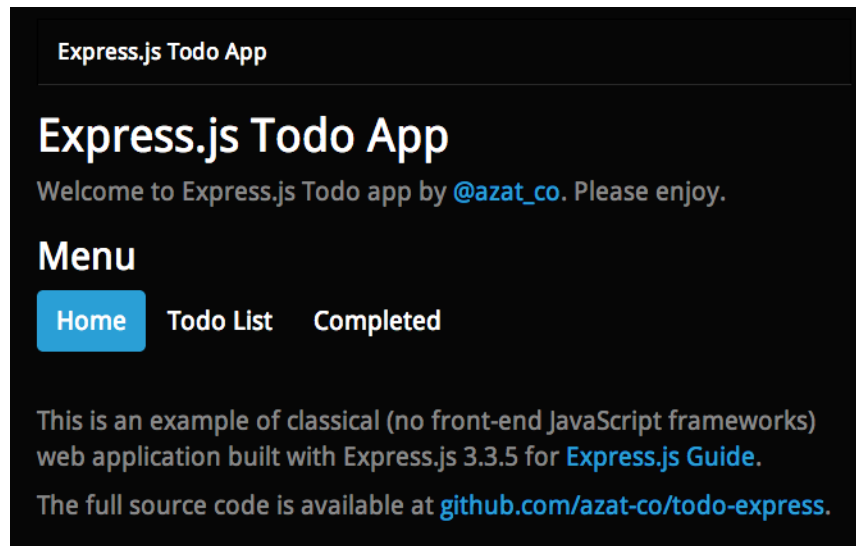 Express.js Todo App
Express.js Todo App
Welcome to Express.js Todo app by @azat_co. Please enjoy.
Menu
Home Todo List Completed
This is an example of classical (no front-end JavaScript frameworks)
web application built with Express.js 3.3.5 for Express.js Guide.
The full source code is available at github.com/azat-co/todo-express.